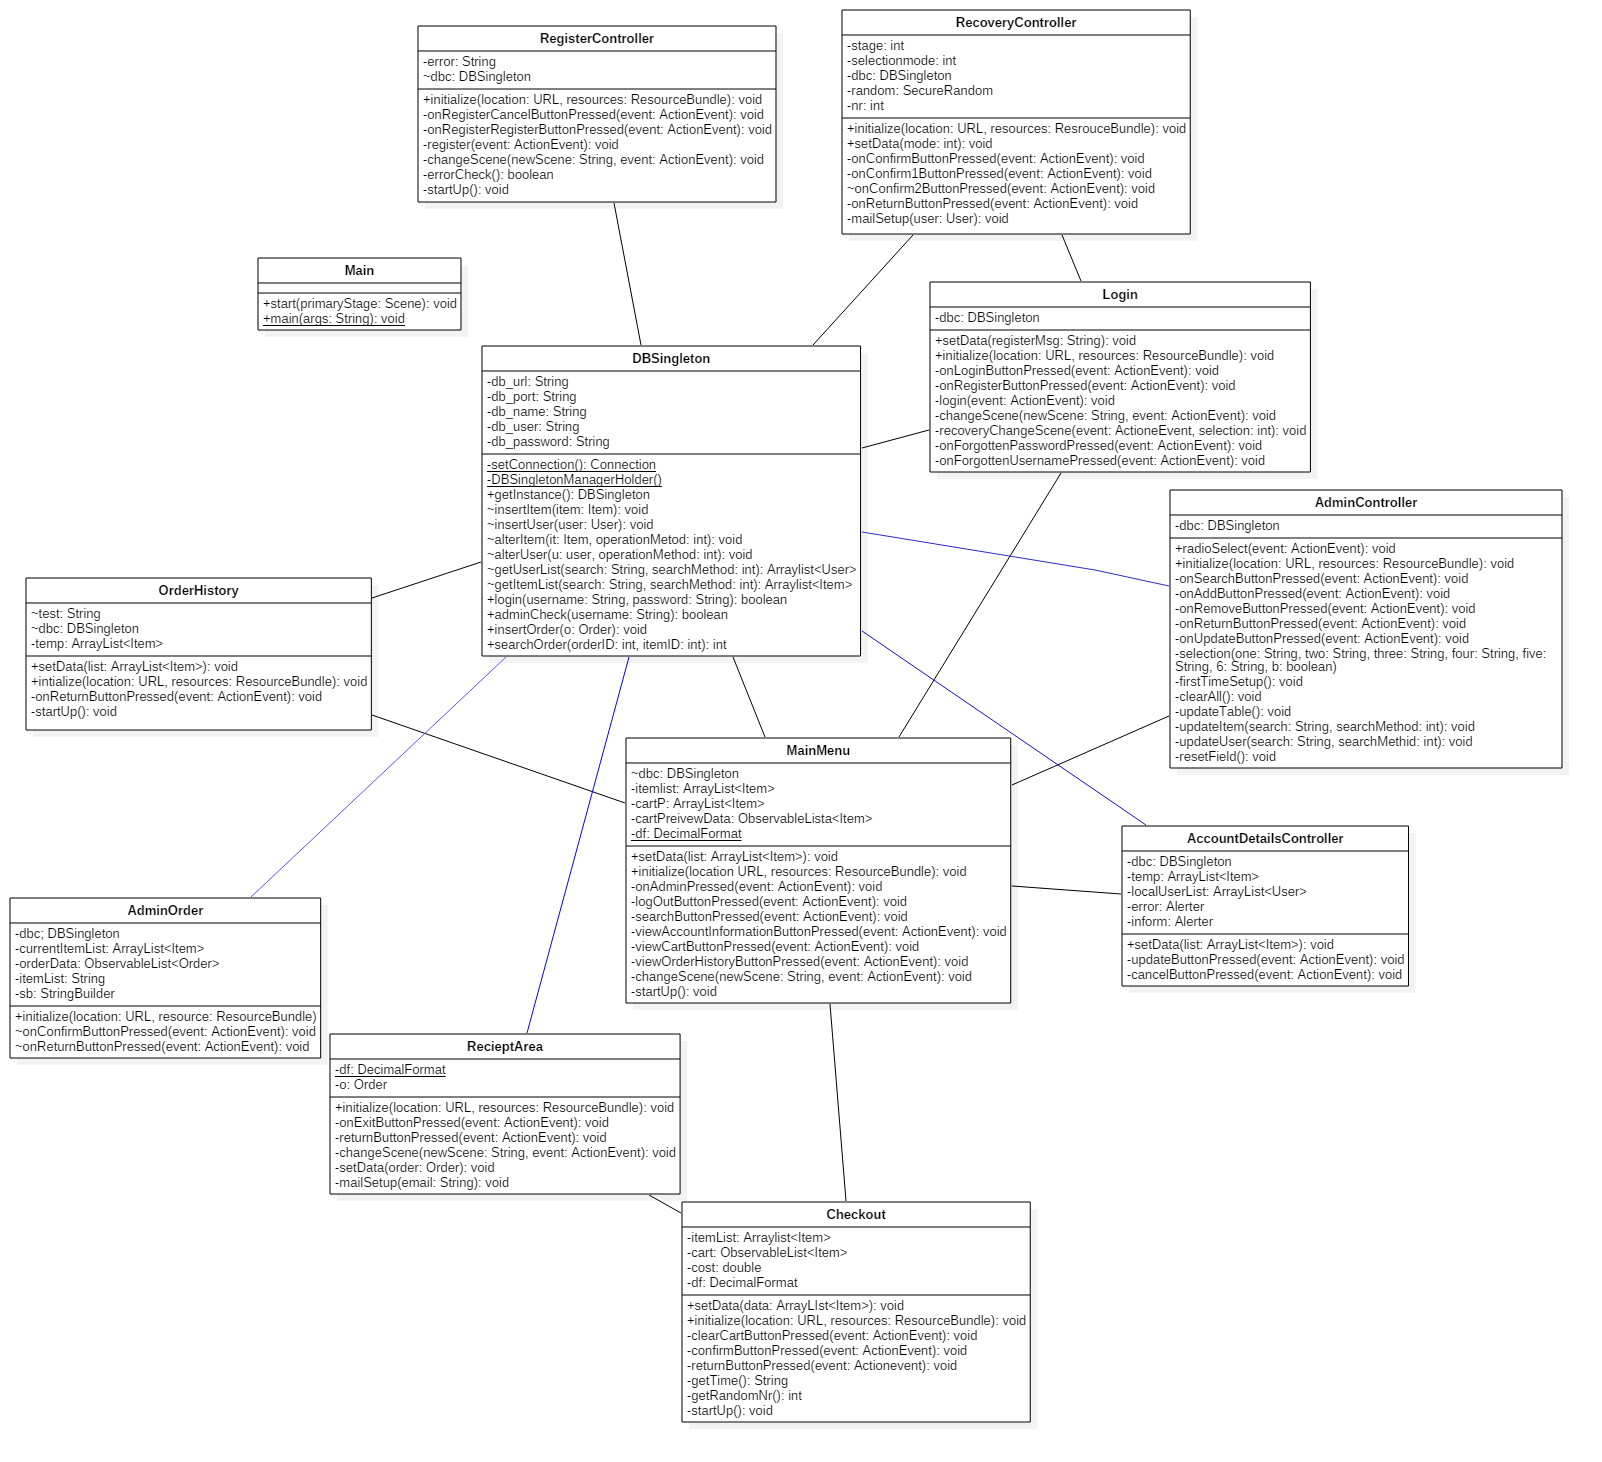 RegisterController
-error: String
~dbc: DBSingleton
+initialize(location: URL, resources: ResourceBundle): void
-onRegisterCancelButtonPressed(event: ActionEvent): void
-onRegisterRegisterButtonPressed(event: ActionEvent): void
-register(event: ActionEvent): void
-changeScene(newScene: String, event: ActionEvent): void
-errorCheck(): boolean
-startUp(): void
RecoveryController
-stage: int
-selectionmode: int
-dbc: DBSingleton
-random: SecureRandom
-nr: int
+initialize(location: URL, resources: ResrouceBundle): void
+setData(mode: int): void
-onConfirmButtonPressed(event: ActionEvent): void
-onConfirm1ButtonPressed(event: ActionEvent): void
~onConfirm2ButtonPressed(event: ActionEvent): void
-onReturnButtonPressed(event: ActionEvent): void
-mailSetup(user: User): void
Main
+start(primaryStage: Scene): void
+main(args: String): void
Login
-dbc: DBSingleton
+setData(registerMsg: String): void
+initialize(location: URL, resources: ResourceBundle): void
-onLoginButtonPressed(event: ActionEvent): void
-onRegisterButtonPressed(event: ActionEvent): void
-login(event: ActionEvent): void
-changeScene(newScene: String, event: ActionEvent): void
-recoveryChangeScene(event: ActioneEvent, selection: int): void
-onForgottenPasswordPressed(event: ActionEvent): void
-onForgottenUsernamePressed(event: ActionEvent): void
DBSingleton
-db_url: String
-db_port: String
-db_name: String
-db_user: String
-db_password: String
-setConnection(): Connection
-DBSingletonManagerHolder()
+getInstance(): DBSingleton
~insertItem(item: Item): void
~insertUser(user: User): void
~alterItem(it: Item, operationMetod: int): void
~alterUser(u: user, operationMethod: int): void
~getUserList(search: String, searchMethod: int): Arraylist<User>
~getItemList(search: String, searchMethod: int): Arraylist<Item>
+login(username: String, password: String): boolean
+adminCheck(username: String): boolean
+insertOrder(o: Order): void
+searchOrder(orderID: int, itemID: int): int
AdminController
-dbc: DBSingleton
+radioSelect(event: ActionEvent): void
+initialize(location: URL, resources: ResourceBundle): void
-onSearchButtonPressed(event: ActionEvent): void
-onAddButtonPressed(event: ActionEvent): void
-onRemoveButtonPressed(event: ActionEvent): void
-onReturnButtonPressed(event: ActionEvent): void
-onUpdateButtonPressed(event: ActionEvent): void
-selection(one: String, two: String, three: String, four: String, five:
String, 6: String, b: boolean)
-firstTimeSetup(): void
-clearAll(): void
-updateTable(): void
-updateItem(search: String, searchMethod: int): void
-updateUser(search: String, searchMethid: int): void
-resetField(): void
OrderHistory
~test: String
~dbc: DBSingleton
-temp: ArrayList<Item>
+setData(list: ArrayList<Item>): void
+intialize(location: URL, resources: ResourceBundle): void
-onReturnButtonPressed(event: ActionEvent): void
-startUp(): void
MainMenu
~dbc: DBSingleton
-itemlist: ArrayList<Item>
-cartP: ArrayList<Item>
-cartPreivewData: ObservableLista<Item>
-df: DecimalFormat
+setData(list: ArrayList<Item>): void
+initialize(location URL, resources: ResourceBundle): void
-onAdminPressed(event: ActionEvent): void
-logOutButtonPressed(event: ActionEvent): void
-searchButtonPressed(event: ActionEvent): void
-viewAccountInformationButtonPressed(event: ActionEvent): void
-viewCartButtonPressed(event: ActionEvent): void
-viewOrderHistoryButtonPressed(event: ActionEvent): void
-changeScene(newScene: String, event: ActionEvent): void
-startUp(): void
AccountDetailsController
-dbc: DBSingleton
-temp: ArrayList<Item>
-localUserList: ArrayList<User>
-error: Alerter
-inform: Alerter
+setData(list: ArrayList<Item>): void
-updateButtonPressed(event: ActionEvent): void
-cancelButtonPressed(event: ActionEvent): void
AdminOrder
-dbc; DBSingleton
-currentItemList: ArrayList<Item>
-orderData: ObservableList<Order>
-itemList: String
-sb: StringBuilder
+initialize(location: URL, resource: ResourceBundle)
~onConfirmButtonPressed(event: ActionEvent): void
~onReturnButtonPressed(event: ActionEvent): void
RecieptArea
-df: DecimalFormat
-o: Order
+initialize(location: URL, resources: ResourceBundle): void
-onExitButtonPressed(event: ActionEvent): void
-returnButtonPressed(event: ActionEvent): void
-changeScene(newScene: String, event: ActionEvent): void
-setData(order: Order): void
-mailSetup(email: String): void
Checkout
-itemList: Arraylist<Item>
-cart: ObservableList<Item>
-cost: double
-df: DecimalFormat
+setData(data: ArrayLIst<Item>): void
+initialize(location: URL, resources: ResourceBundle): void
-clearCartButtonPressed(event: ActionEvent): void
-confirmButtonPressed(event: ActionEvent): void
-returnButtonPressed(event: Actionevent): void
-getTime(): String
-getRandomNr(): int
-startUp(): void